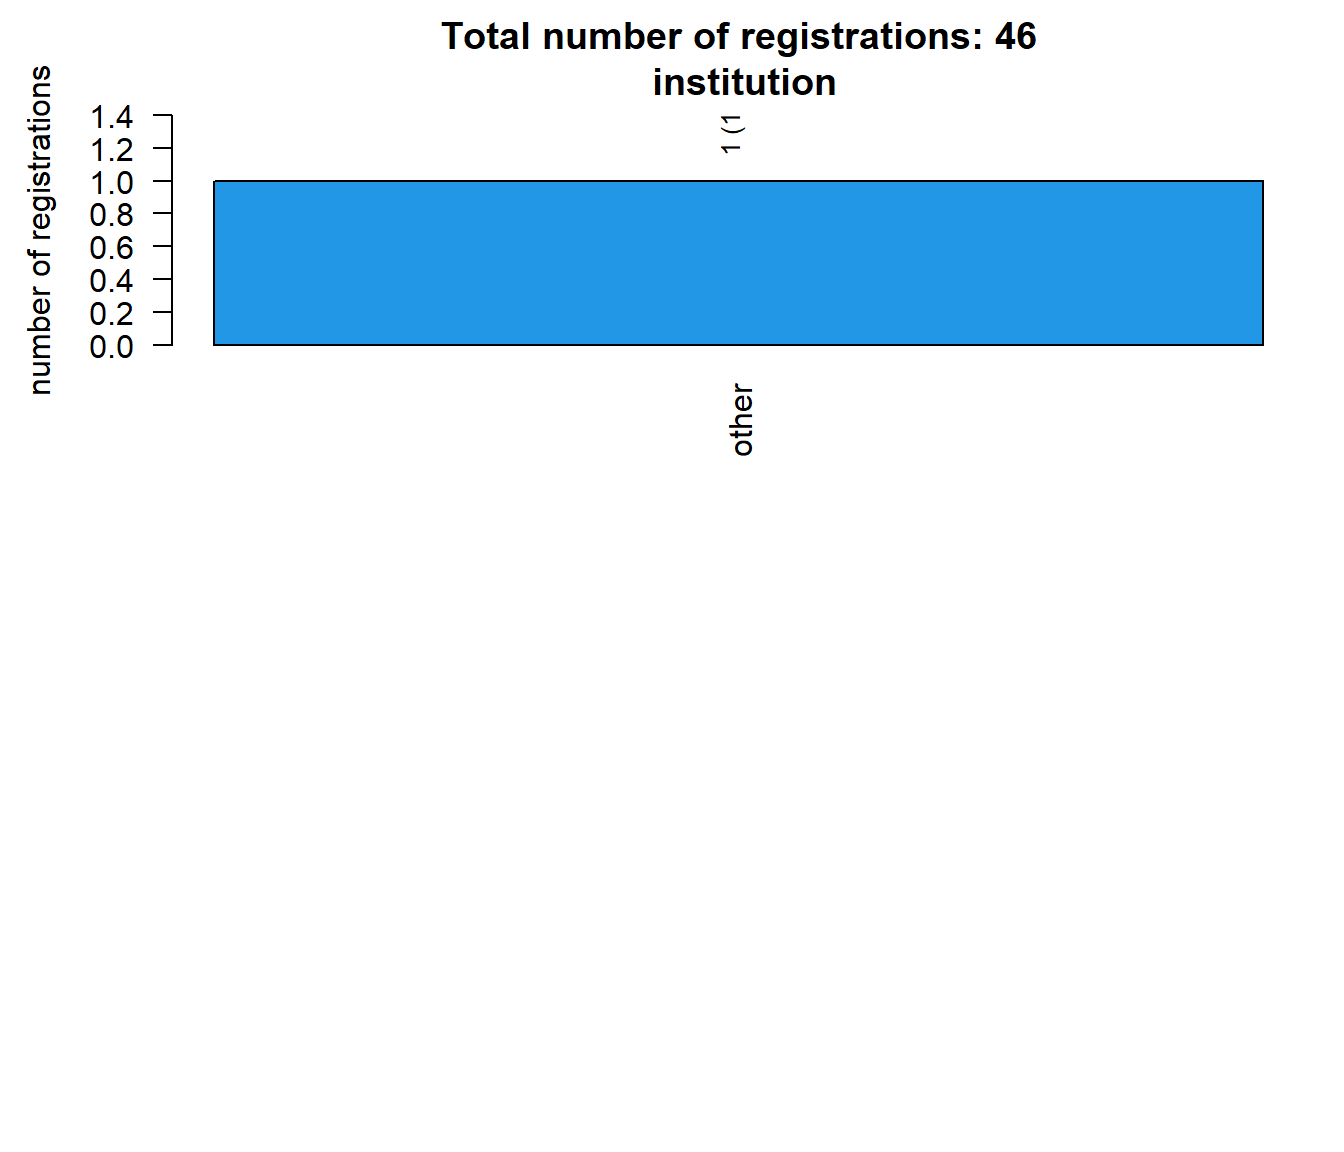 Total number of registrations: 46
institution
number of registrations
1.4
1.2
1.0
0.8
0.6
0.4
0.2
0.0
1 (1
other